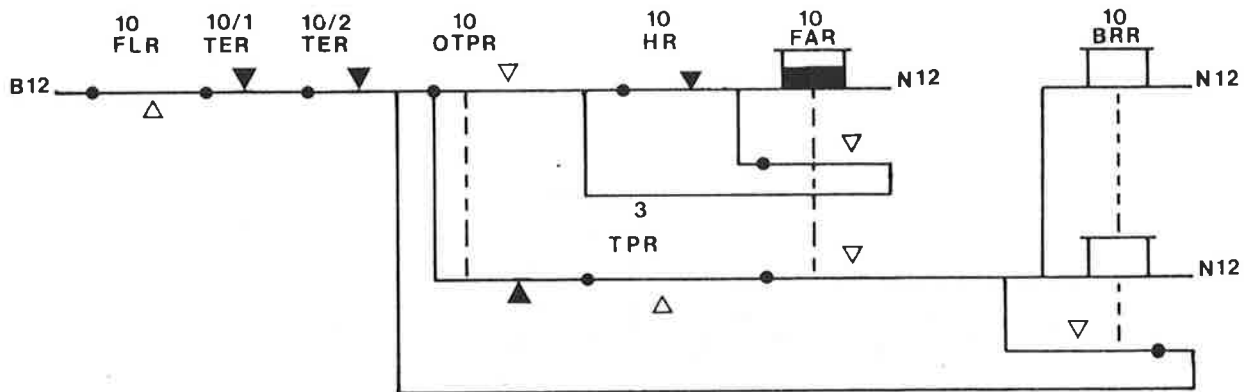 10 10/1 10/2 10 10 10 10
FLR TER TER OTPR HR FAR BRR
B12 N12 N12
3
TPR
N12